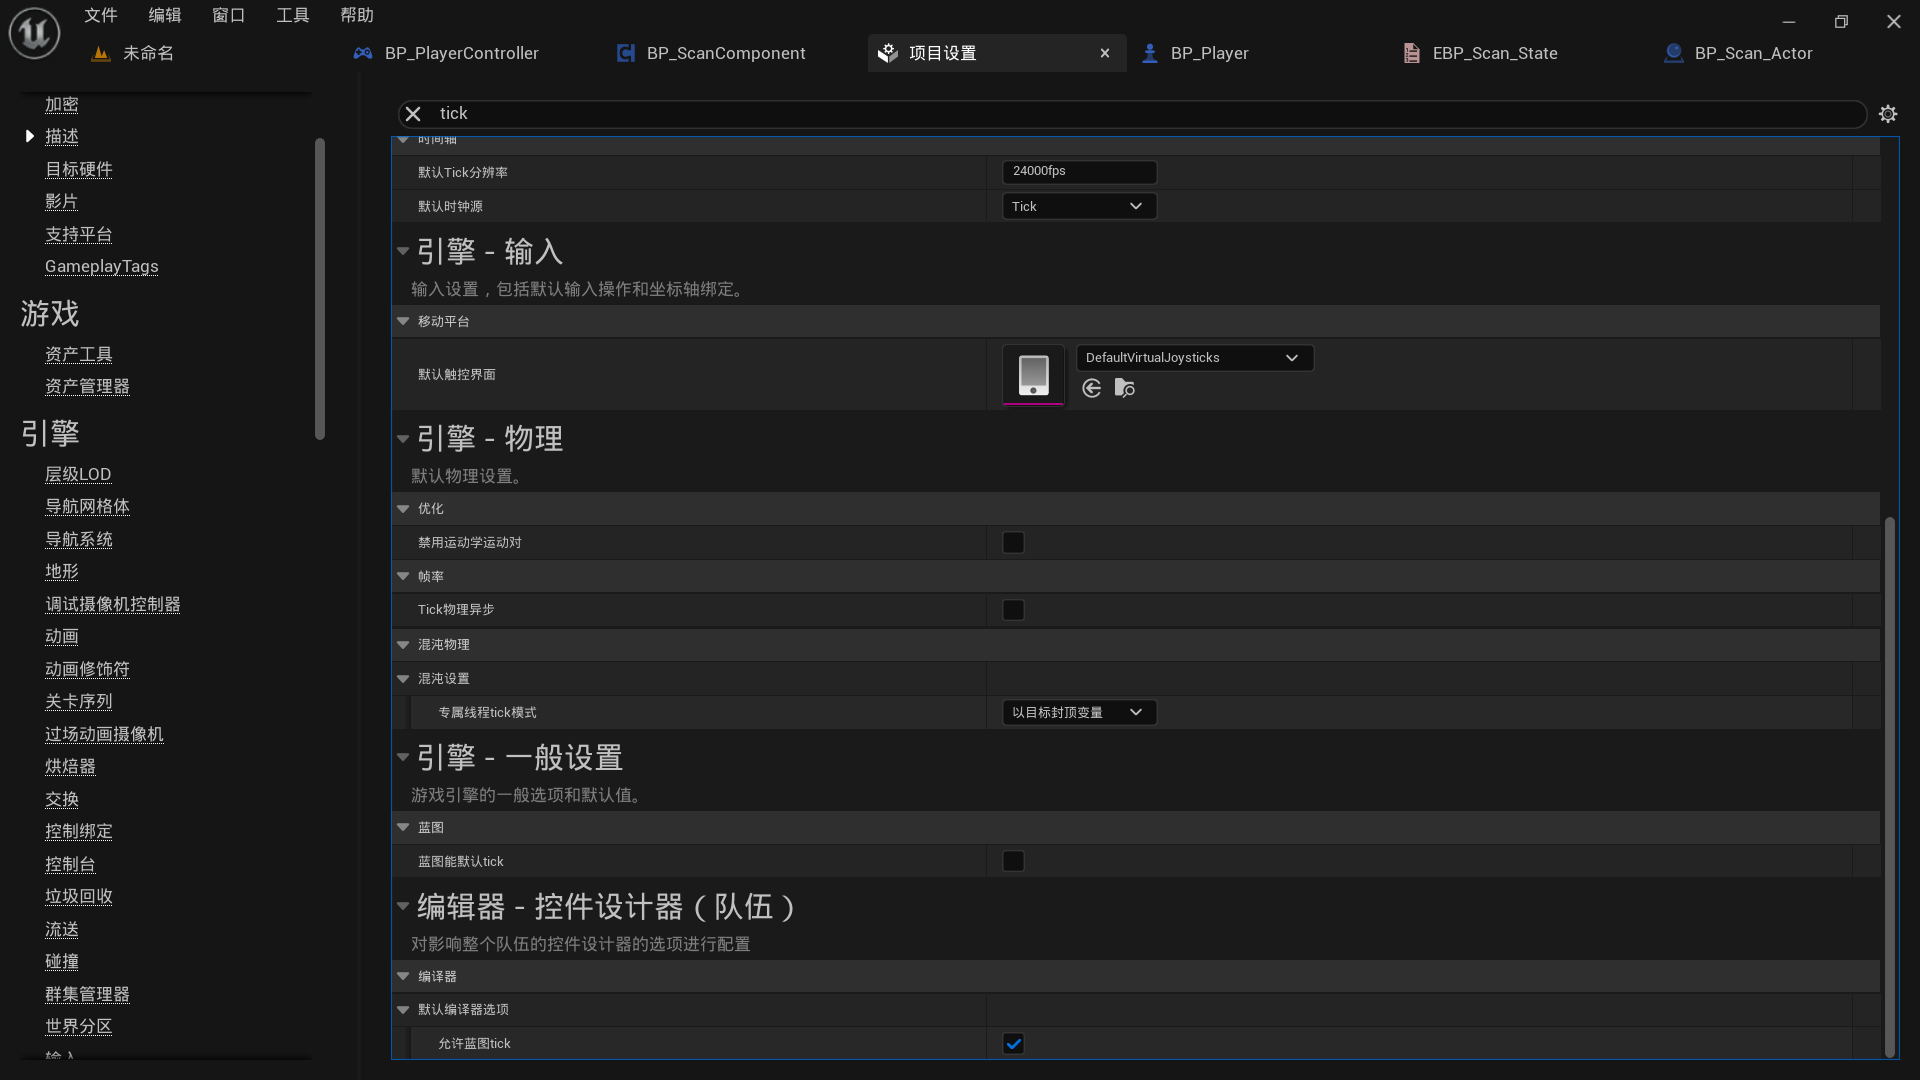 文件 编辑 窗口 工具 帮助
未命名 BP_PlayerController BP_ScanComponent 项目设置 BP_Player EBP_Scan_State BP_Scan_Actor
加密
描述
目标硬件
影片
支持平台
GameplayTags
游戏
资产工具
资产管理器
引擎
层级LOD
导航网格体
导航系统
地形
调试摄像机控制器
动画
动画修饰符
关卡序列
过场动画摄像机
烘焙器
交换
控制绑定
控制台
垃圾回收
流送
碰撞
群集管理器
世界分区
输入
tick
时间轴
默认Tick分辨率 24000fps
默认时钟源 Tick
引擎 - 输入
输入设置，包括默认输入操作和坐标轴绑定。
移动平台
默认触控界面 DefaultVirtualJoysticks
引擎 - 物理
默认物理设置。
优化
禁用运动学运动对
帧率
Tick物理异步
混沌物理
混沌设置
专属线程tick模式 以目标封顶变量
引擎 - 一般设置
游戏引擎的一般选项和默认值。
蓝图
蓝图能默认tick
编辑器 - 控件设计器（队伍）
对影响整个队伍的控件设计器的选项进行配置
编译器
默认编译器选项
允许蓝图tick